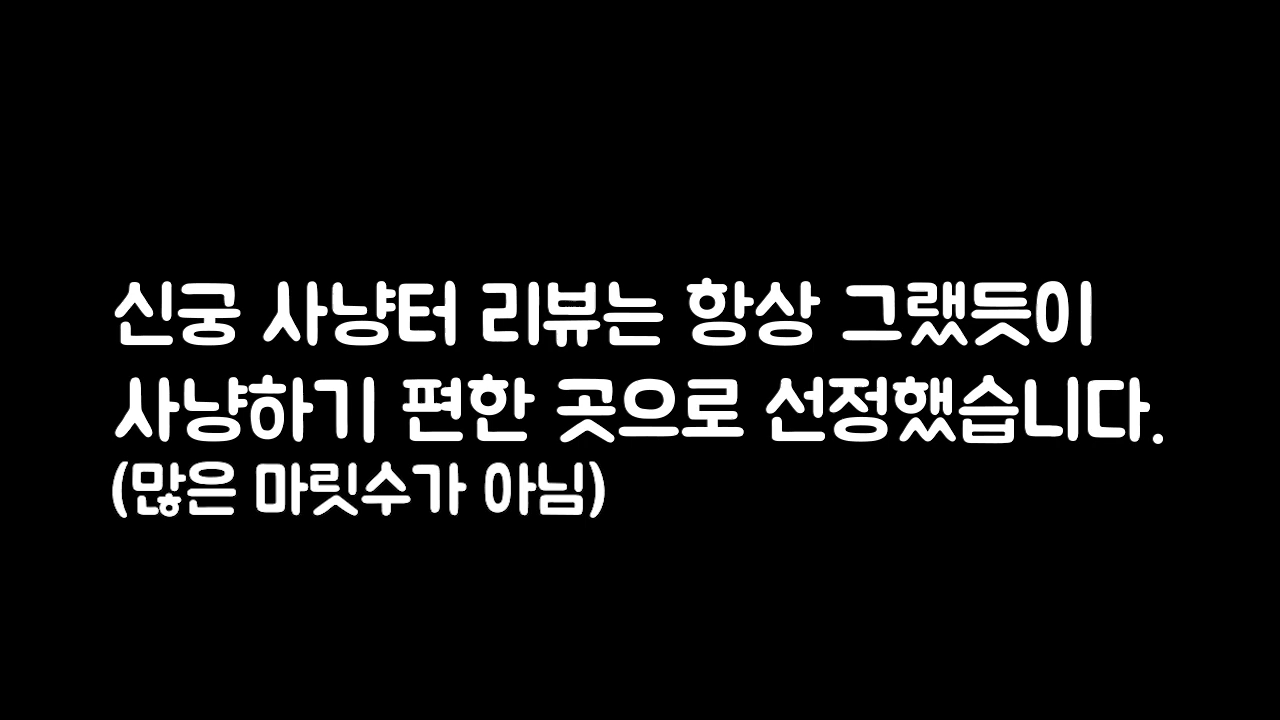 신궁 사냥터 리뷰는 항상 그랬듯이
사냥하기 편한 곳으로 선정했습니다.
(많은 마릿수가 아님)